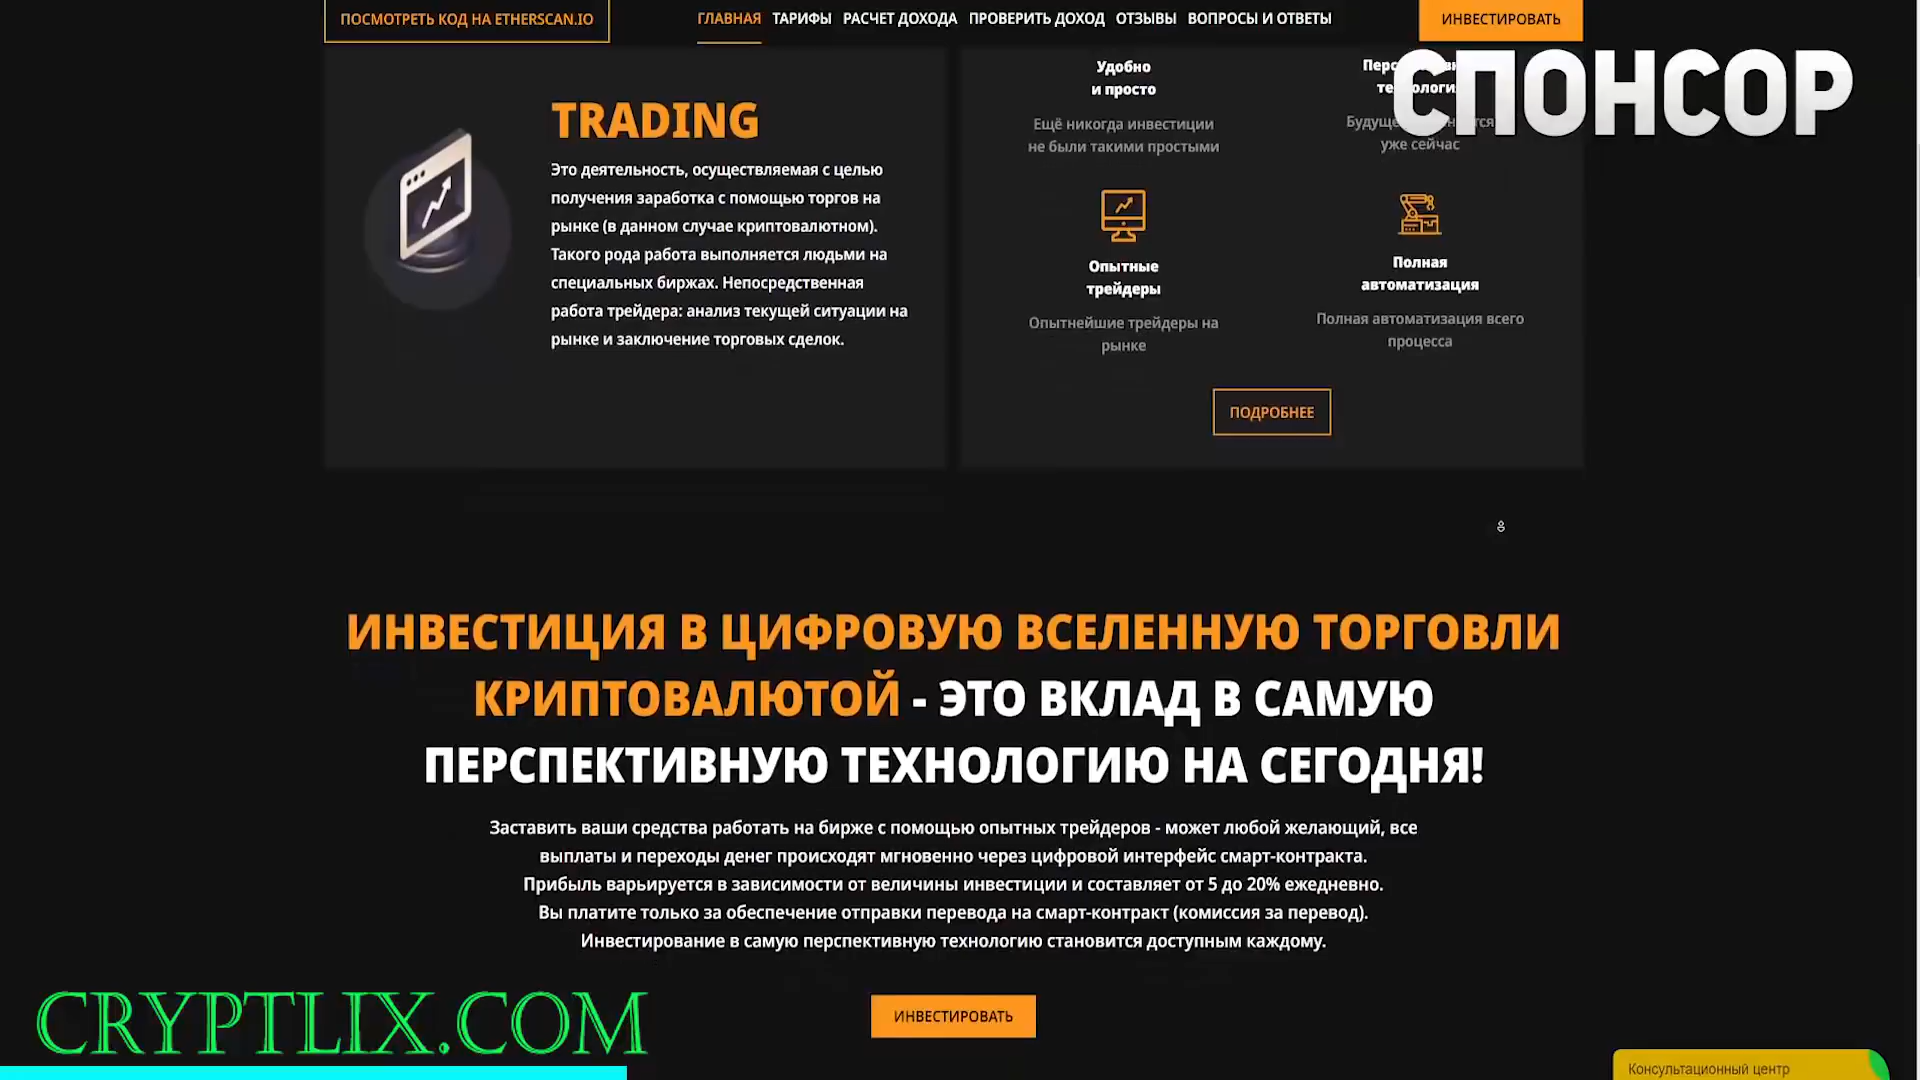 ПОСМОТРЕТЬ КОД НА ETHERSCAN.IO
ГЛАВНАЯ ТАРИФЫ РАСЧЕТ ДОХОДА ПРОВЕРИТЬ ДОХОД ОТЗЫВЫ ВОПРОСЫ И ОТВЕТЫ
ИНВЕСТИРОВАТЬ
СПОНСОР
TRADING
Это деятельность, осуществляемая с целью
получения заработка с помощью торгов на
рынке (в данном случае криптовалютном).
Такого рода работа выполняется людьми на
специальных биржах. Непосредственная
работа трейдера: анализ текущей ситуации на
рынке и заключение торговых сделок.
Удобно
и просто
Ещё никогда инвестиции
не были такими простыми
уже сейчас
Опытные
трейдеры
Опытнейшие трейдеры на
рынке
Полная
автоматизация
Полная автоматизация всего
процесса
ПОДРОБНЕЕ
ИНВЕСТИЦИЯ В ЦИФРОВУЮ ВСЕЛЕННУЮ ТОРГОВЛИ
КРИПТОВАЛЮТОЙ - ЭТО ВКЛАД В САМУЮ
ПЕРСПЕКТИВНУЮ ТЕХНОЛОГИЮ НА СЕГОДНЯ!
Заставить ваши средства работать на бирже с помощью опытных трейдеров - может любой желающий, все
выплаты и переходы денег происходят мгновенно через цифровой интерфейс смарт-контракта.
Прибыль варьируется в зависимости от величины инвестиции и составляет от 5 до 20% ежедневно.
Вы платите только за обеспечение отправки перевода на смарт-контракт (комиссия за перевод).
Инвестирование в самую перспективную технологию становится доступным каждому.
ИНВЕСТИРОВАТЬ
CRYPTLIX.COM
Консультационный центр